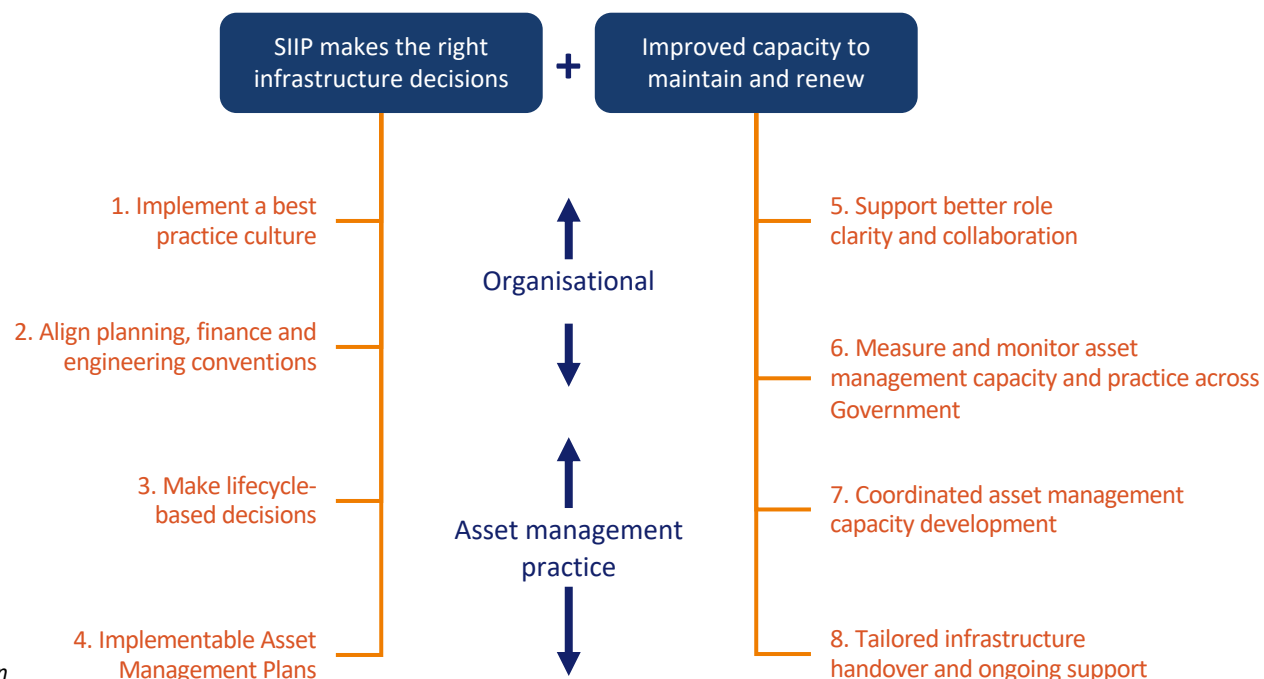 SIIP makes the right
infrastructure decisions
+
Improved capacity to
maintain and renew
1. Implement a best
practice culture
2. Align planning, finance and
engineering conventions
3. Make lifecycle-
based decisions
4. Implementable Asset
Management Plans
Organisational
Asset management
practice
5. Support better role
clarity and collaboration
6. Measure and monitor asset
management capacity and practice across
Government
7. Coordinated asset management
capacity development
8. Tailored infrastructure
handover and ongoing support